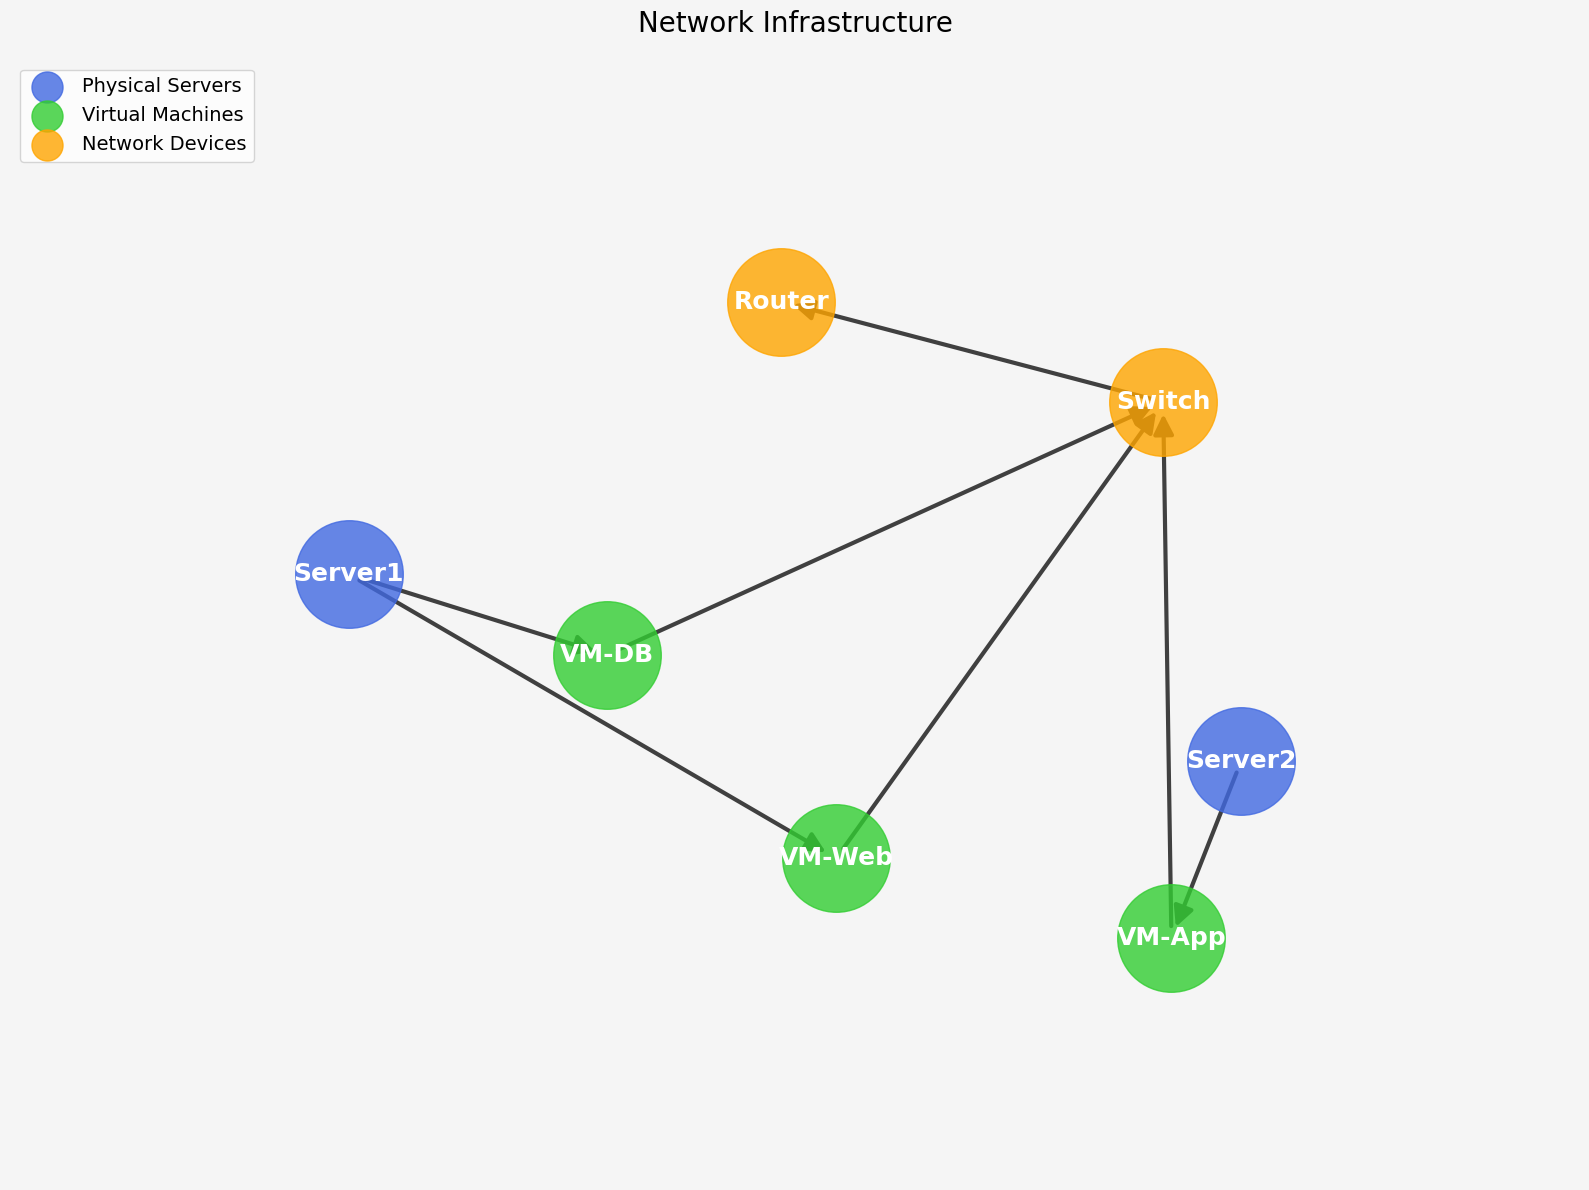 Network Infrastructure
Physical Servers
Virtual Machines
Network Devices
Router
Switch
Server1
VM-DB
Server2
VM-Web
VM-App